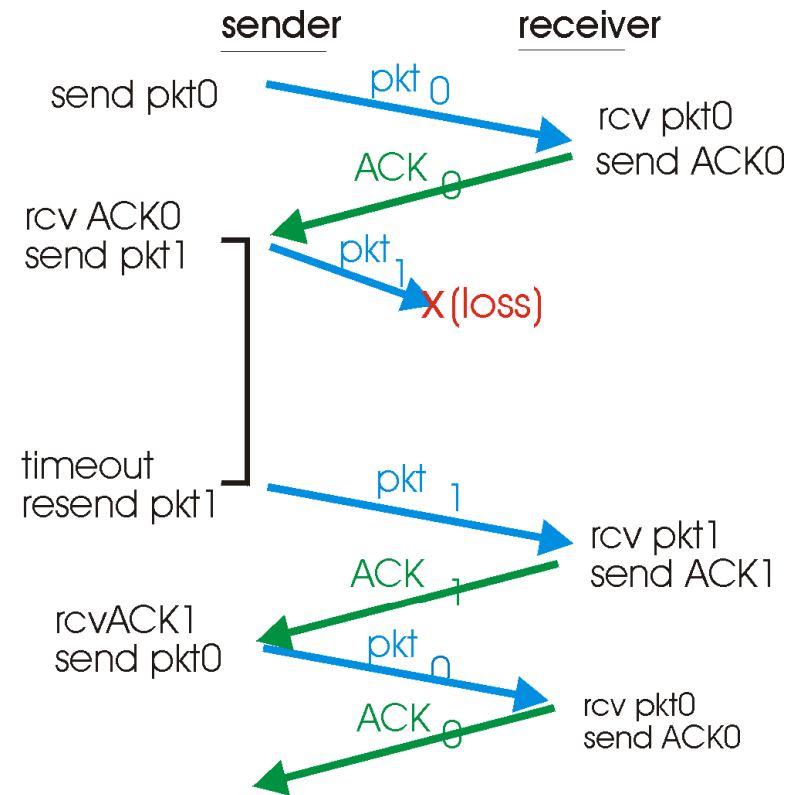 sender
receiver
send pkt0
pkt 0
rcv pkt0
send ACK0
ACK 0
rcv ACK0
send pkt1
pkt 1
X (loss)
timeout
resend pkt1
pkt 1
rcv pkt1
send ACK1
ACK 1
rcvACK1
send pkt0
pkt 0
rcv pkt0
send ACK0
ACK 0